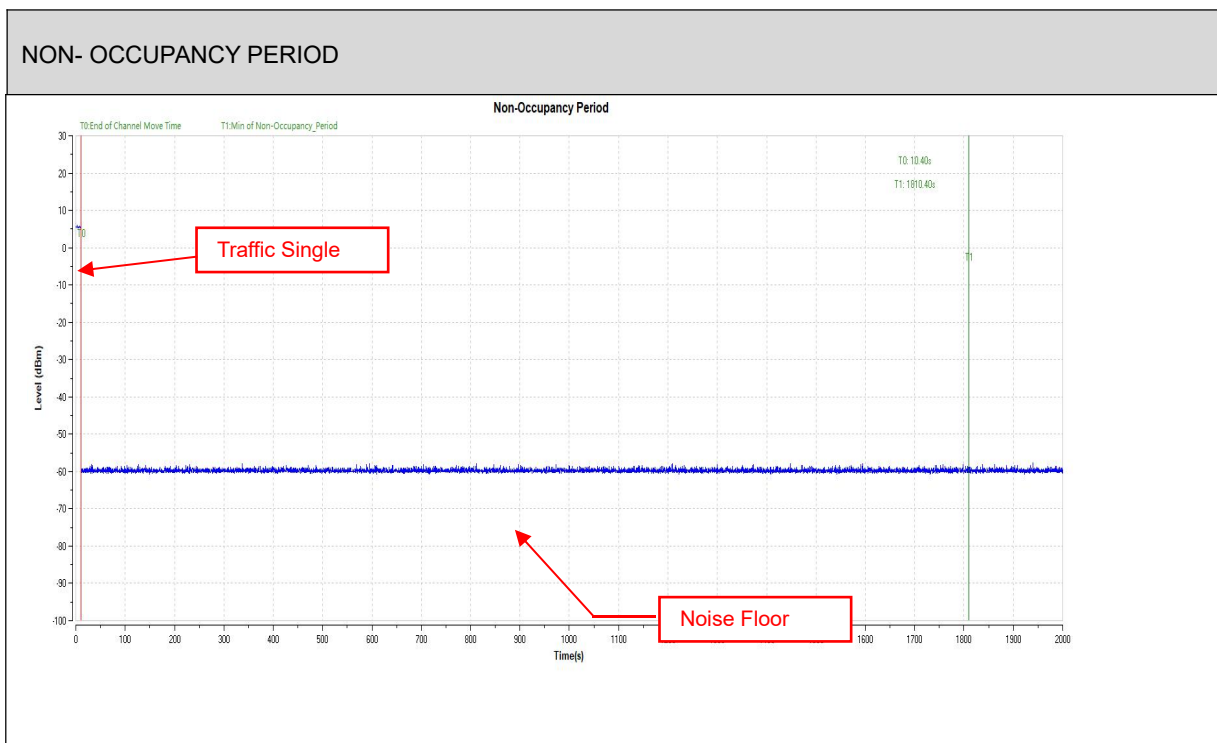 NON- OCCUPANCY PERIOD
Non-Occupancy Period
T0:End of Channel Move Time T1:Min of Non-Occupancy_Period
30
20
10
0
-10
-20
-30
-40
-50
-60
-70
-80
-90
-100
Level (dBm)
T0: 10.40s
T1: 1810.40s
T0
T1
Traffic Single
Noise Floor
0 100 200 300 400 500 600 700 800 900 1000 1100 1600 1700 1800 1900 2000
Time(s)